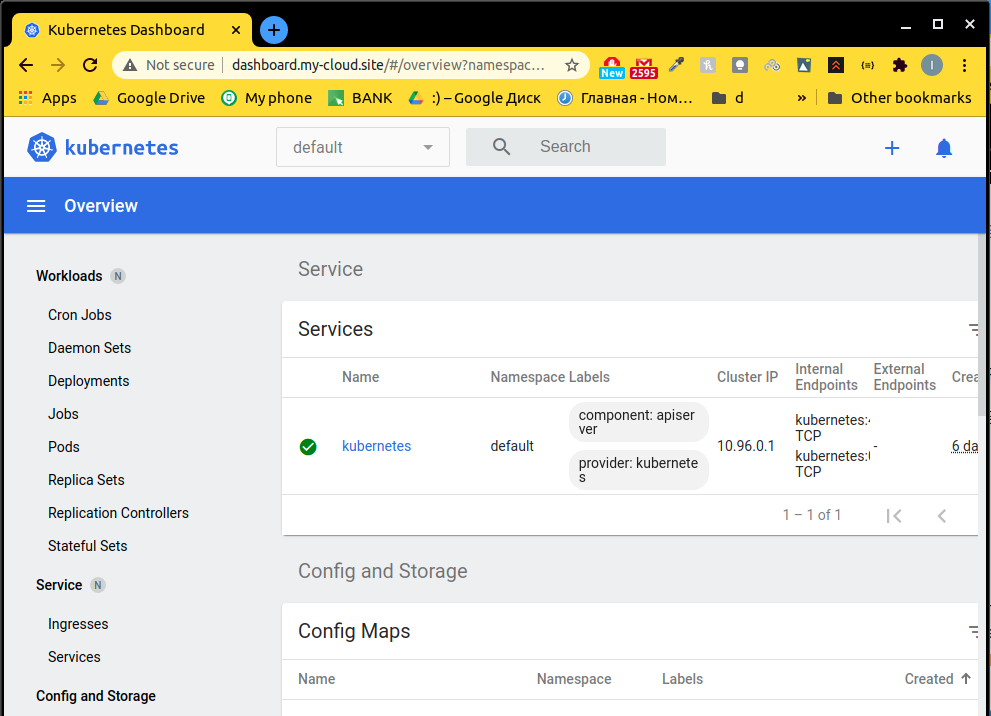 Kubernetes Dashboard
Not secure dashboard.my-cloud.site/#/overview?namespac...
New 2595
Apps Google Drive My phone BANK :) – Google Диск Главная - Ном... d » Other bookmarks
kubernetes default Search
Overview
Workloads N
Cron Jobs
Daemon Sets
Deployments
Jobs
Pods
Replica Sets
Replication Controllers
Stateful Sets
Service N
Ingresses
Services
Config and Storage
Service
Services
Name Namespace Labels Cluster IP Internal Endpoints External Endpoints Crea
kubernetes default component: apiserver provider: kubernetes 10.96.0.1 kubernetes: TCP kubernetes: TCP - 6 da
1 – 1 of 1
Config and Storage
Config Maps
Name Namespace Labels Created